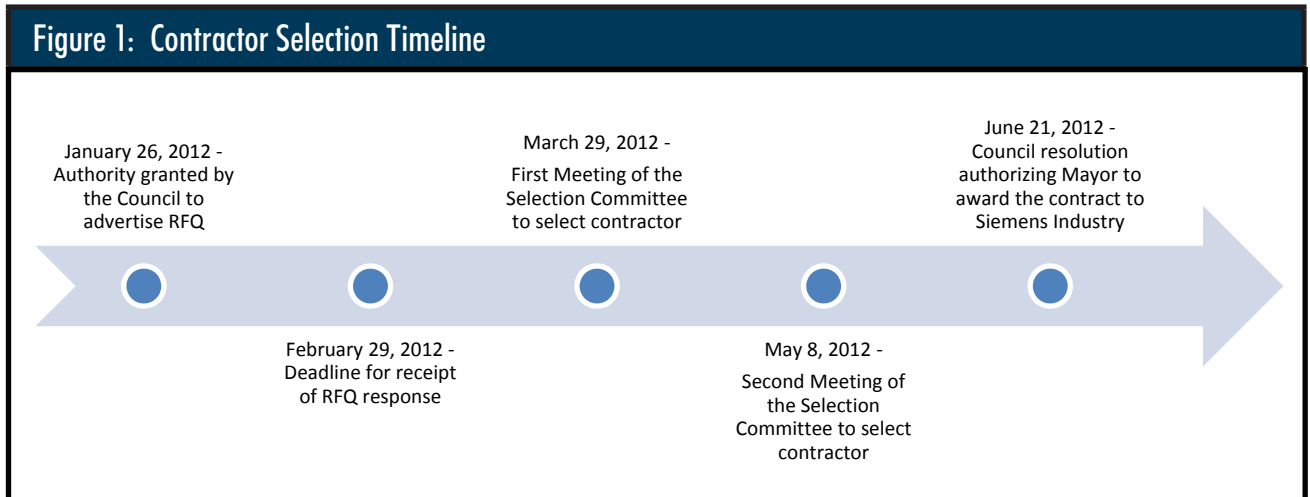 Figure 1: Contractor Selection Timeline
January 26, 2012 -
Authority granted by
the Council to
advertise RFQ
February 29, 2012 -
Deadline for receipt
of RFQ response
March 29, 2012 -
First Meeting of the
Selection Committee
to select contractor
May 8, 2012 -
Second Meeting of
the Selection
Committee to select
contractor
June 21, 2012 -
Council resolution
authorizing Mayor to
award the contract to
Siemens Industry